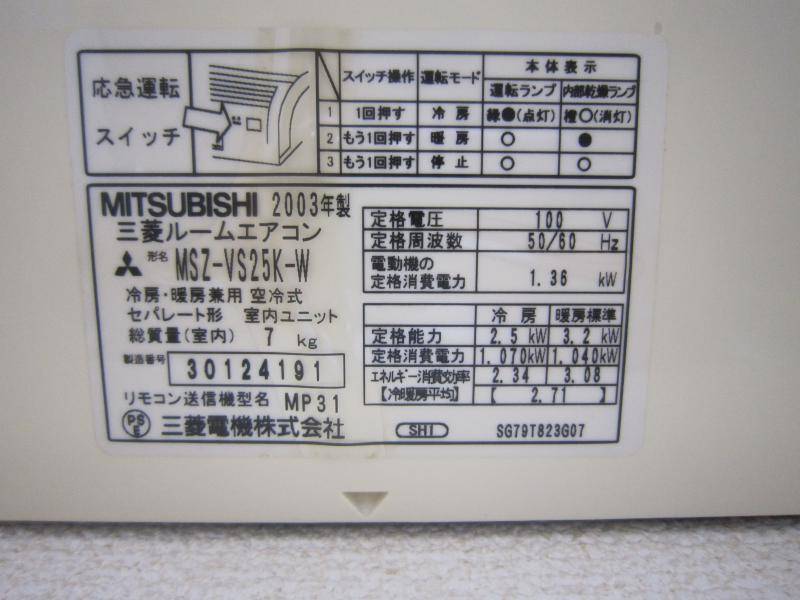 応急運転
スイッチ
スイッチ操作 運転モード 本体表示
運転ランプ 内部乾燥ランプ
1 1回押す 冷房 緑●(点灯) 橙○(消灯)
2 もう1回押す 暖房 ○ ●
3 もう1回押す 停止 ○ ○
MITSUBISHI 2003年製
三菱ルームエアコン
形名 MSZ-VS25K-W
冷房・暖房兼用 空冷式
セパレート形 室内ユニット
総質量(室内) 7 kg
製造番号 30124191
リモコン送信機型名 MP31
PSE 三菱電機株式会社
定格電圧 100 V
定格周波数 50/60 Hz
電動機の
定格消費電力 1.36 kW
冷房 暖房標準
定格能力 2.5 kW 3.2 kW
定格消費電力 1.070kW 1.040kW
エネルギー消費効率 2.34 3.08
【冷暖房平均】 【 2.71 】
SHI SG79T823G07